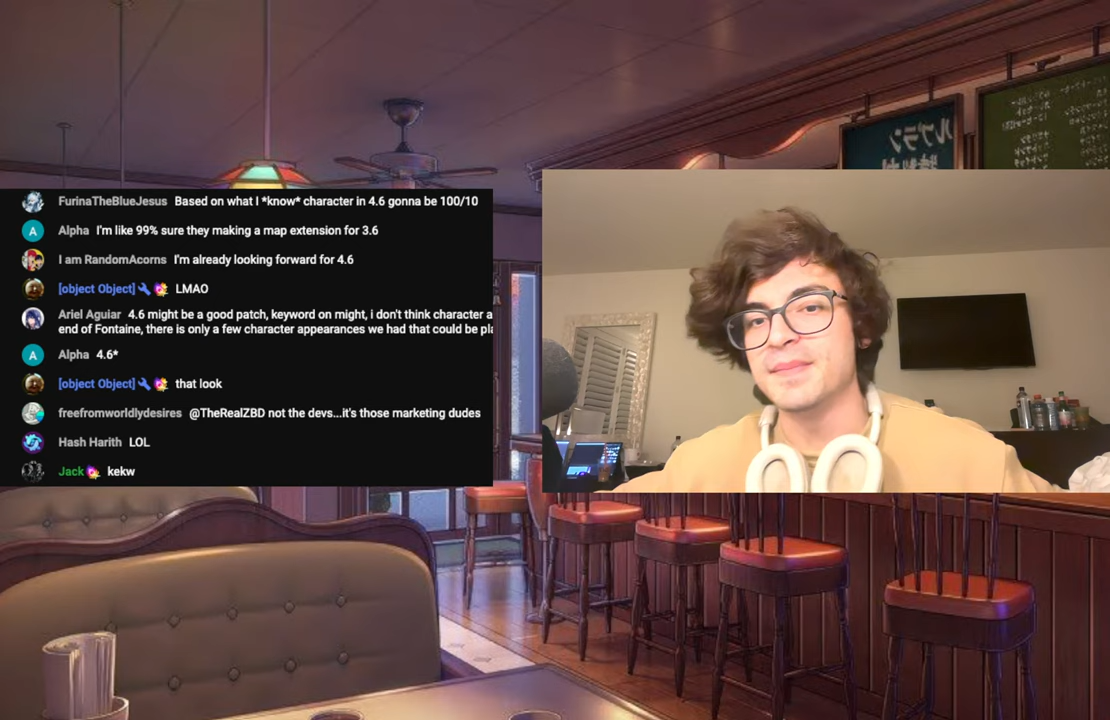 FurinaTheBlueJesus Based on what I *know* character in 4.6 gonna be 100/10
A Alpha I'm like 99% sure they making a map extension for 3.6
I am RandomAcorns I'm already looking forward for 4.6
[object Object] LMAO
Ariel Aguiar 4.6 might be a good patch, keyword on might, i don't think character a
end of Fontaine, there is only a few character appearances we had that could be pla
A Alpha 4.6*
[object Object] that look
freefromworldlydesires @TheRealZBD not the devs...it's those marketing dudes
Hash Harith LOL
Jack kekw
ルブラン